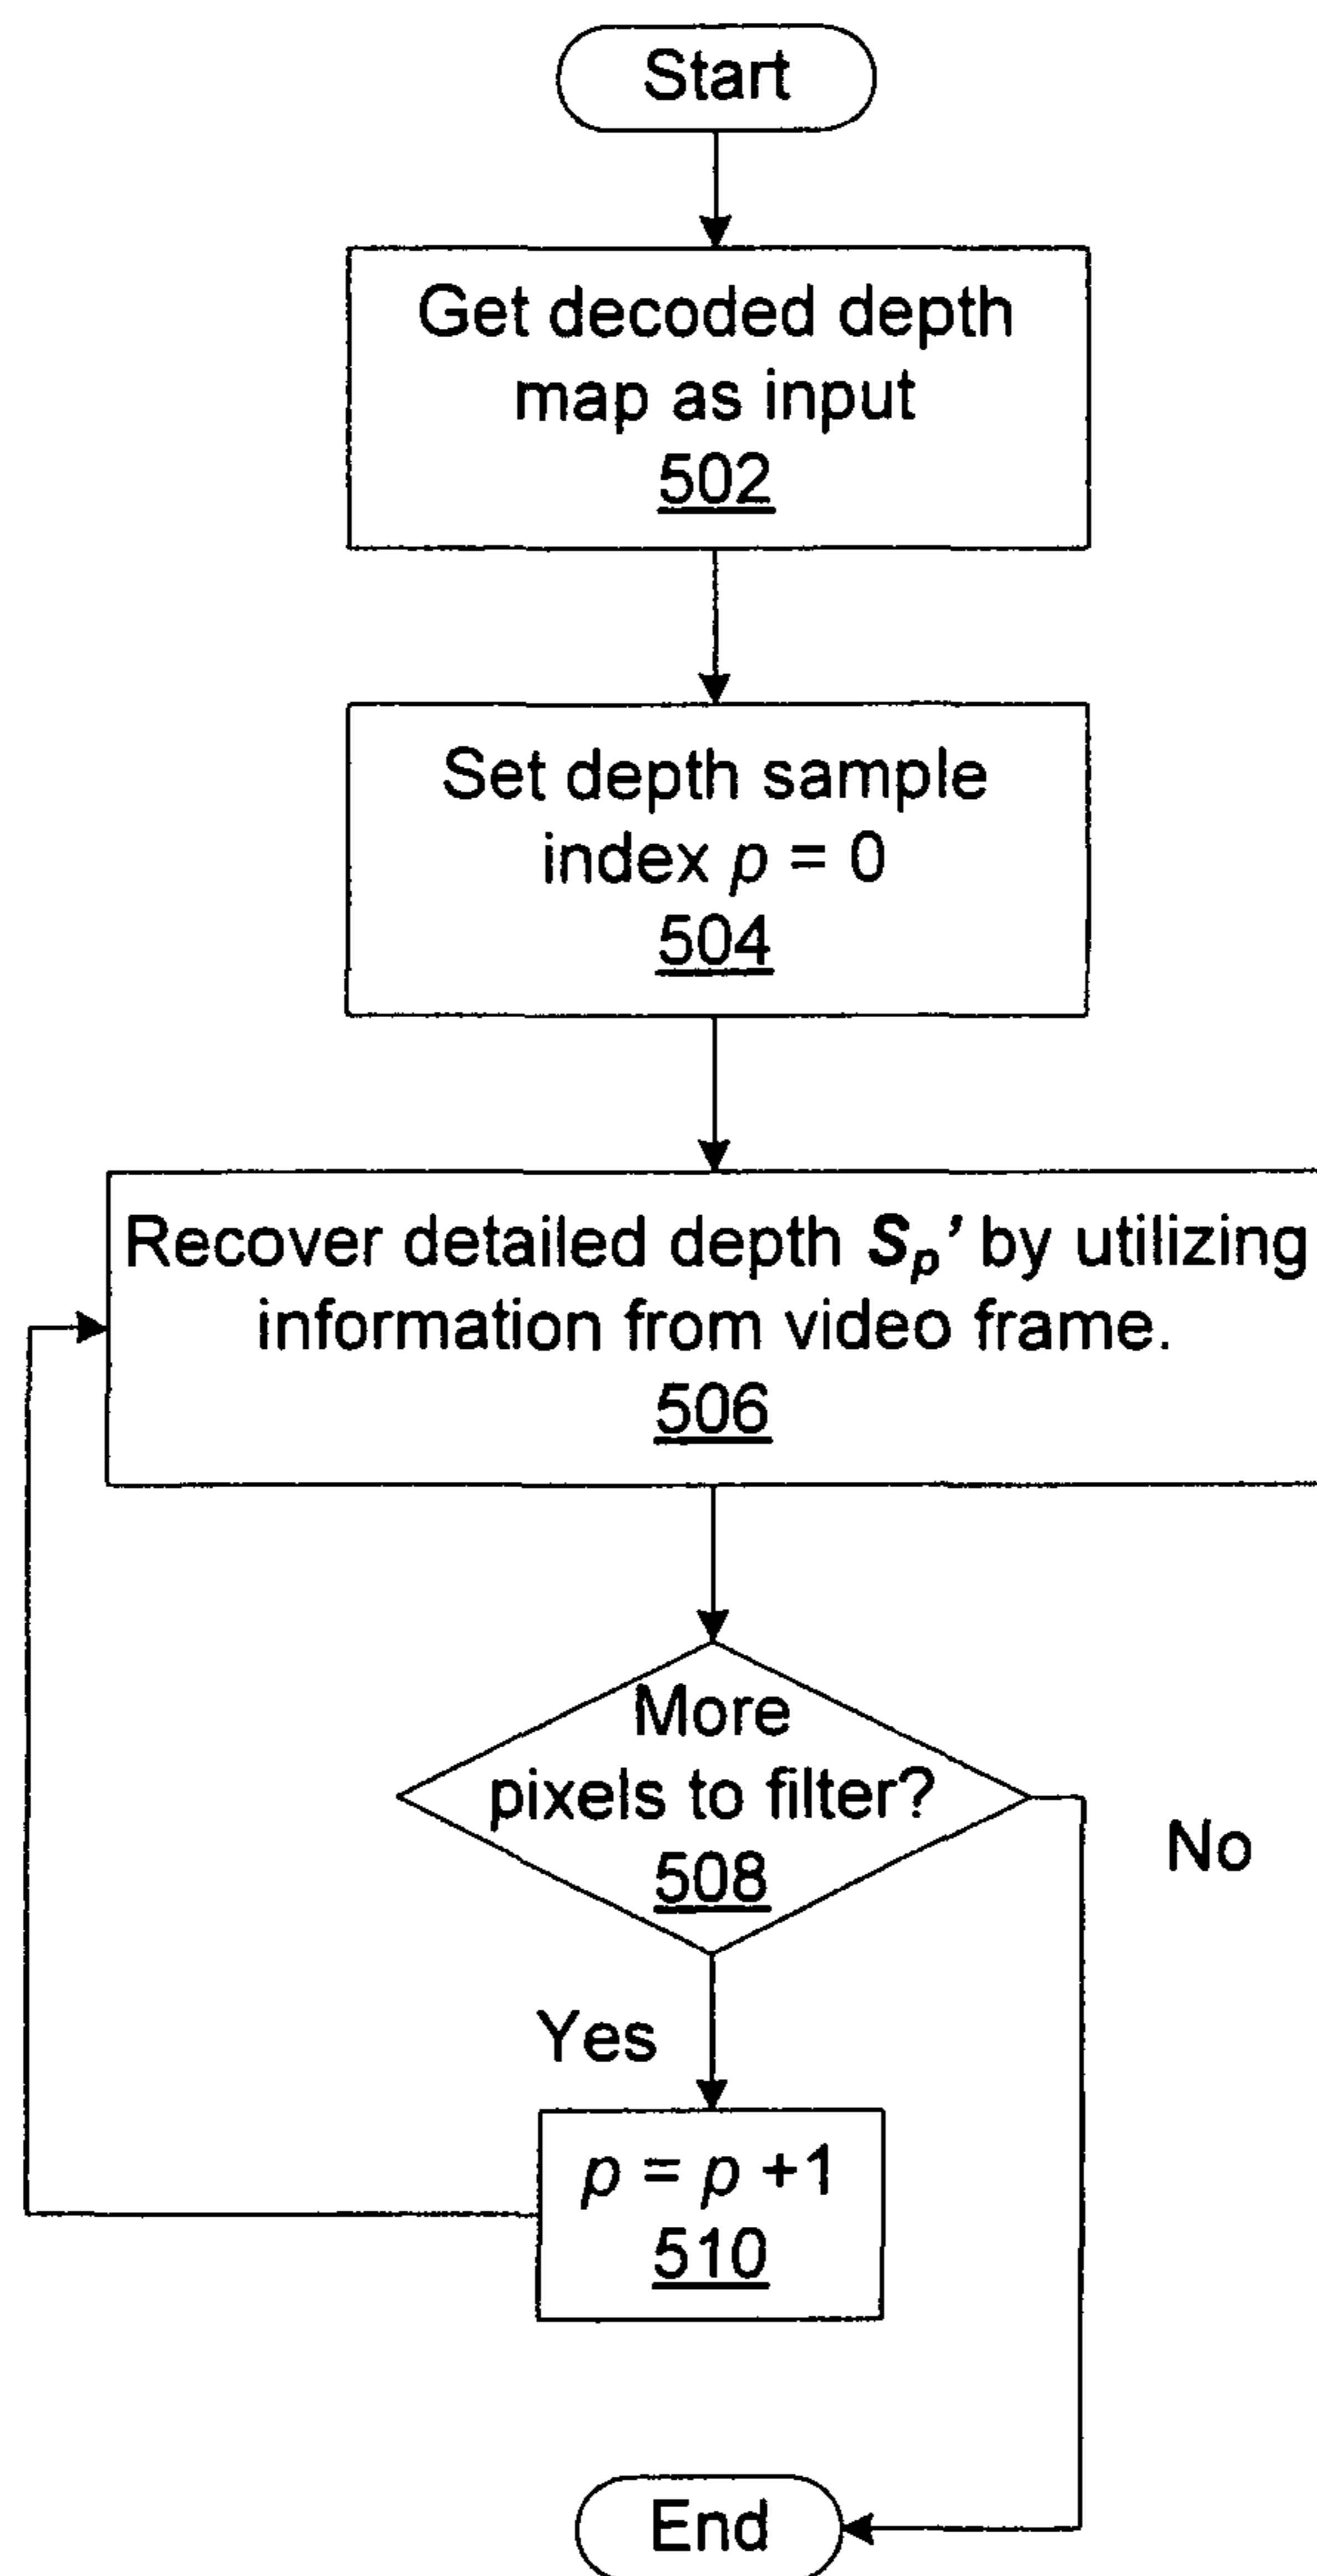 Start
Get decoded depth
map as input
502
Set depth sample
index p = 0
504
Recover detailed depth Sp' by utilizing
information from video frame.
506
More
pixels to filter?
508
No
Yes
p = p +1
510
End